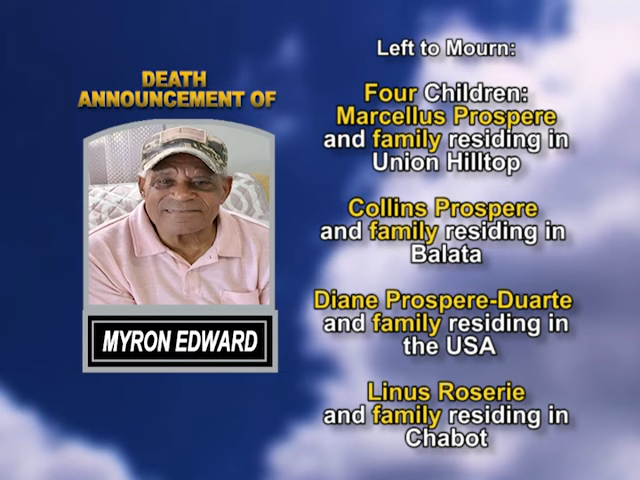 DEATH
ANNOUNCEMENT OF
MYRON EDWARD
Left to Mourn:
Four Children:
Marcellus Prospere
and family residing in
Union Hilltop
Collins Prospere
and family residing in
Balata
Diane Prospere-Duarte
and family residing in
the USA
Linus Roserie
and family residing in
Chabot